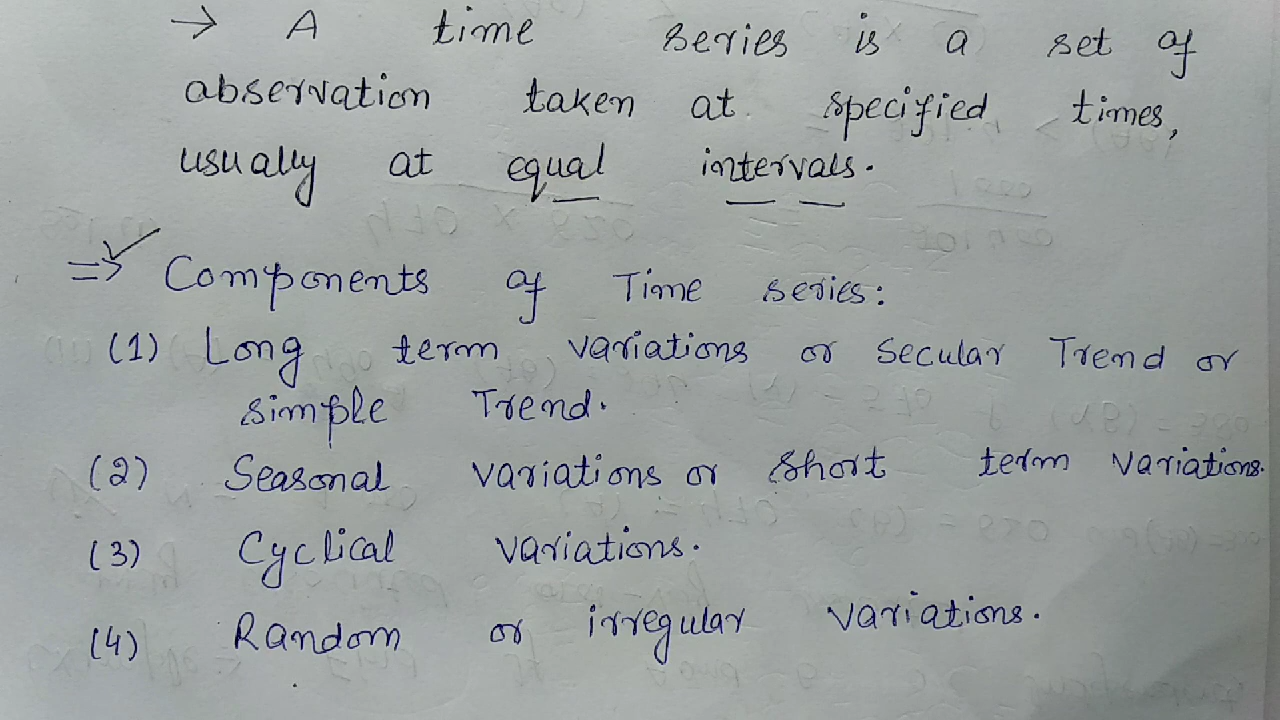 → A time series is a set of
observation taken at specified times,
usually at equal intervals.
⇒ Components of Time series:
(1) Long term variations or Secular Trend or
simple Trend.
(2) Seasonal variations or short term variations.
(3) Cyclical variations.
(4) Random or irregular variations.